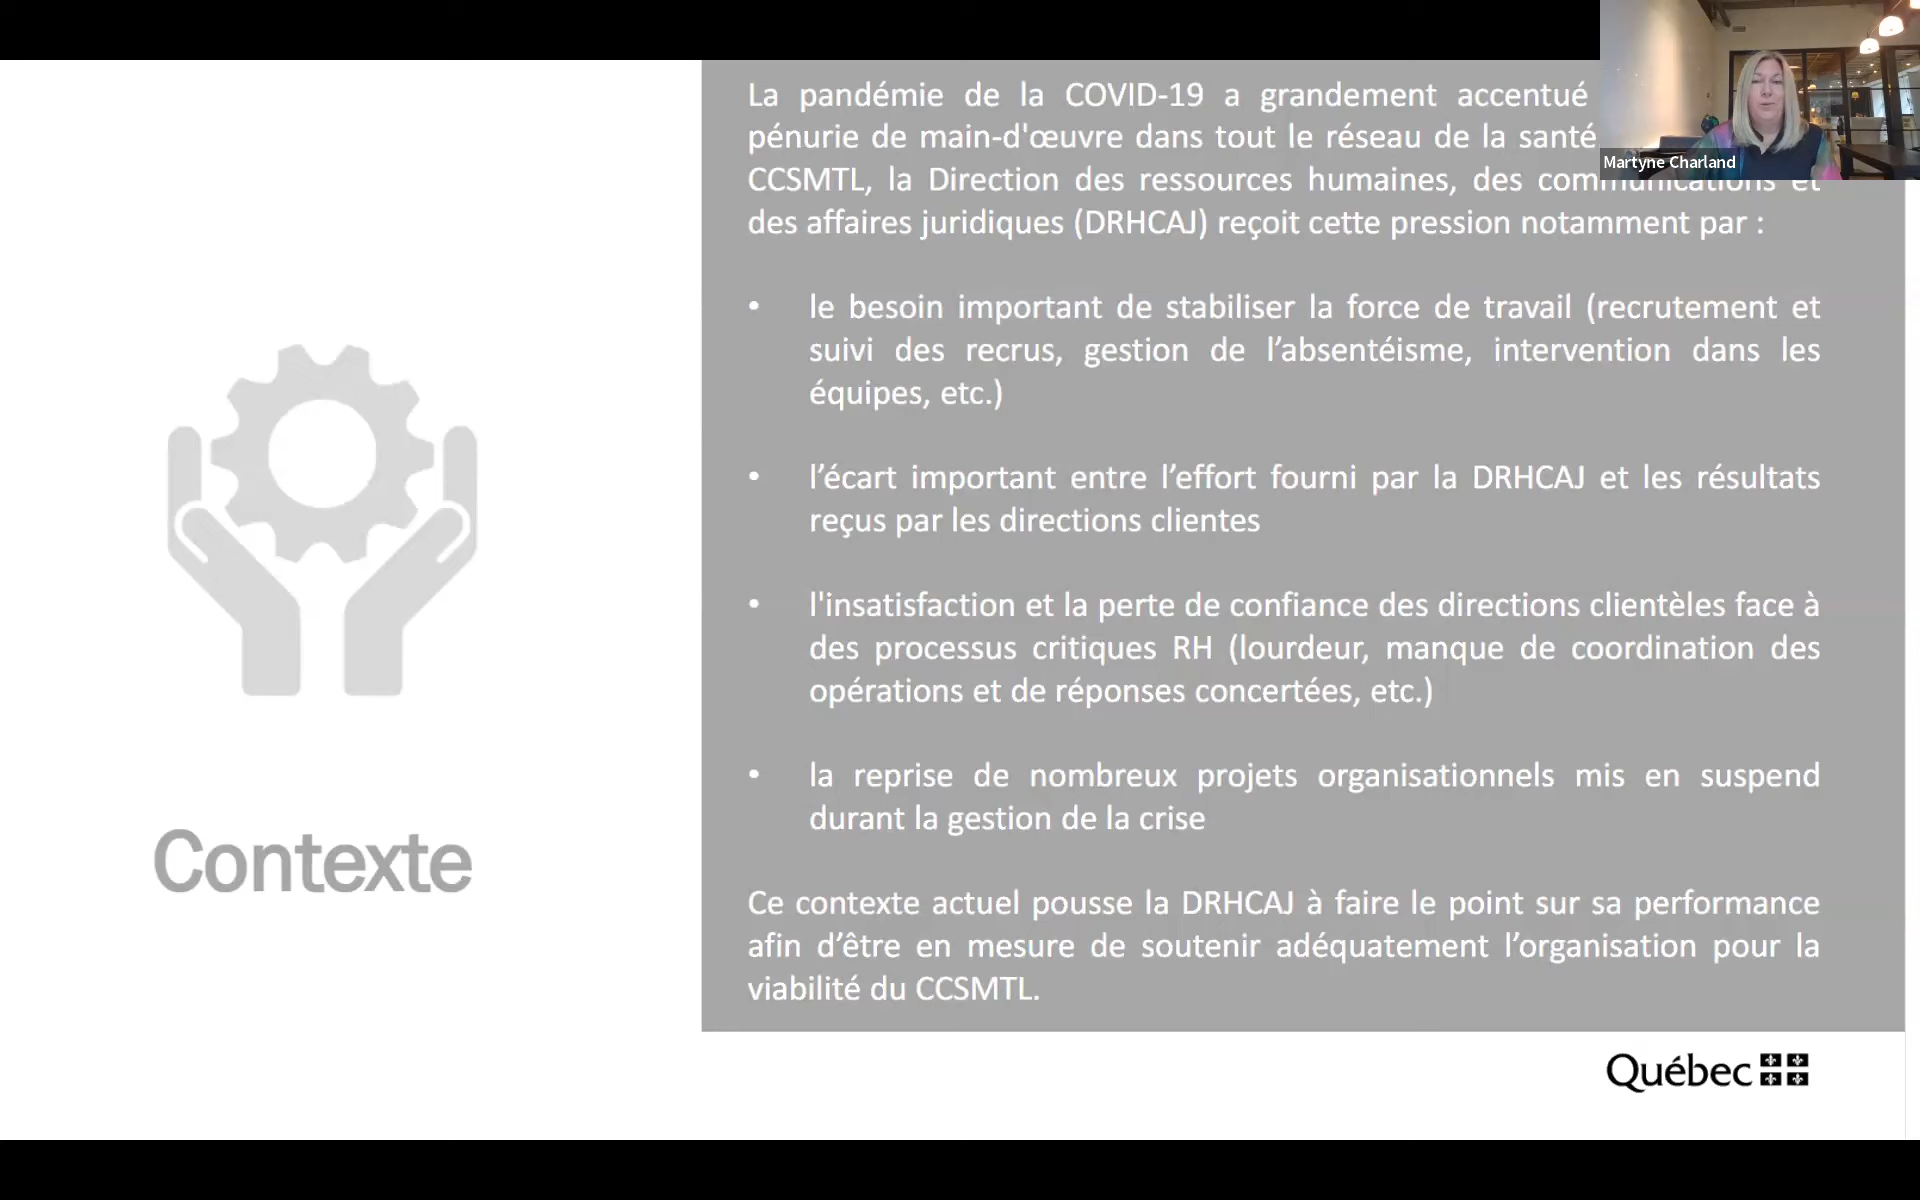 La pandémie de la COVID-19 a grandement accentué
pénurie de main-d'œuvre dans tout le réseau de la santé
CCSMTL, la Direction des ressources humaines, des communications et
des affaires juridiques (DRHCAJ) reçoit cette pression notamment par :
• le besoin important de stabiliser la force de travail (recrutement et
suivi des recrus, gestion de l’absentéisme, intervention dans les
équipes, etc.)
• l’écart important entre l’effort fourni par la DRHCAJ et les résultats
reçus par les directions clientes
• l'insatisfaction et la perte de confiance des directions clientèles face à
des processus critiques RH (lourdeur, manque de coordination des
opérations et de réponses concertées, etc.)
• la reprise de nombreux projets organisationnels mis en suspend
durant la gestion de la crise
Ce contexte actuel pousse la DRHCAJ à faire le point sur sa performance
afin d’être en mesure de soutenir adéquatement l’organisation pour la
viabilité du CCSMTL.
Contexte
Martyne Charland
Québec